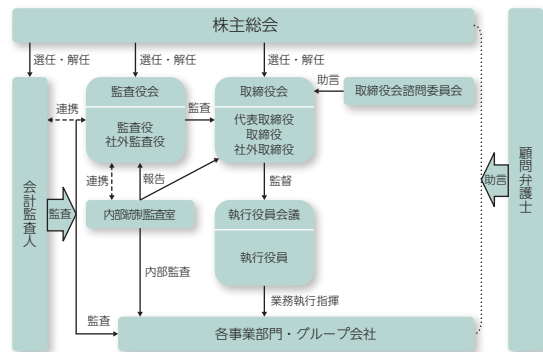 株主総会
選任・解任
選任・解任
選任・解任
助言
監査役会
取締役会
取締役会諮問委員会
連携
監査
監査役
社外監査役
代表取締役
取締役
社外取締役
会計監査人
顧問弁護士
連携
報告
監督
助言
監査
内部統制監査室
執行役員会議
執行役員
内部監査
業務執行指揮
監査
各事業部門・グループ会社